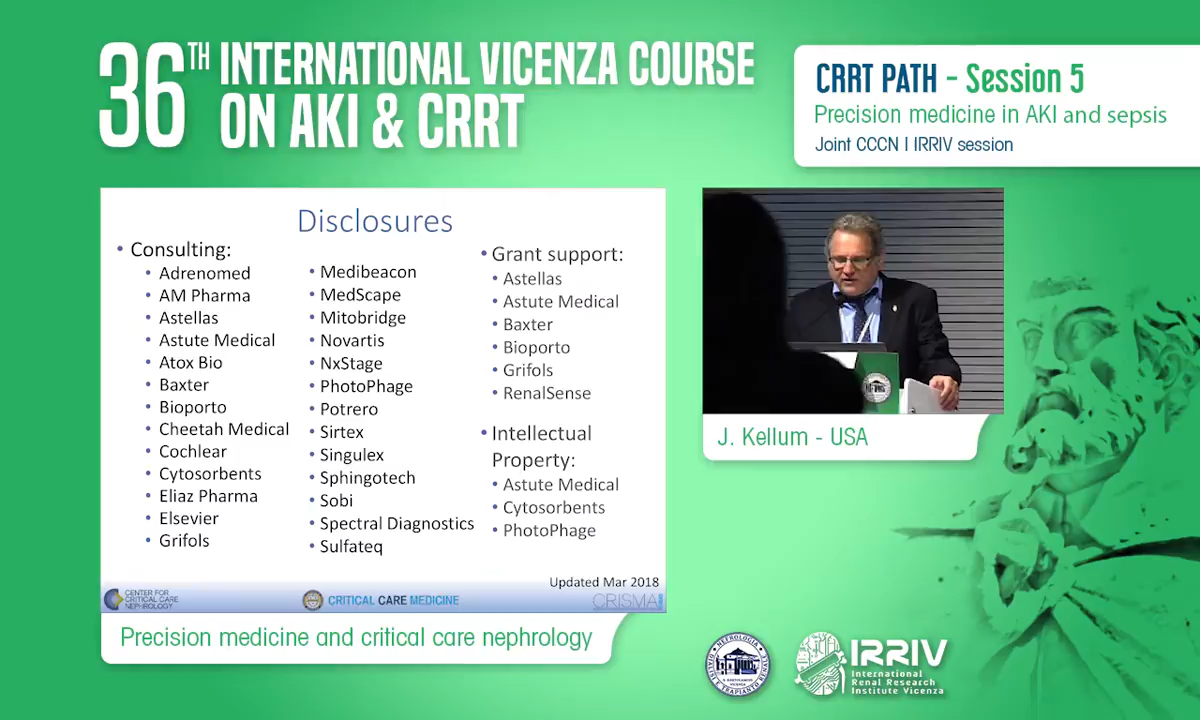 36TH INTERNATIONAL VICENZA COURSE
ON AKI & CRRT
CRRT PATH - Session 5
Precision medicine in AKI and sepsis
Joint CCCN | IRRIV session
Disclosures
• Consulting:
• Adrenomed
• AM Pharma
• Astellas
• Astute Medical
• Atox Bio
• Baxter
• Bioporto
• Cheetah Medical
• Cochlear
• Cytosorbents
• Eliaz Pharma
• Elsevier
• Grifols
• Medibeacon
• MedScape
• Mitobridge
• Novartis
• NxStage
• PhotoPhage
• Potrero
• Sirtex
• Singulex
• Sphingotech
• Sobi
• Spectral Diagnostics
• Sulfateq
• Grant support:
• Astellas
• Astute Medical
• Baxter
• Bioporto
• Grifols
• RenalSense
• Intellectual
Property:
• Astute Medical
• Cytosorbents
• PhotoPhage
Updated Mar 2018
CENTER FOR
CRITICAL CARE
NEPHROLOGY
CRITICAL CARE MEDICINE
CRISMA
J. Kellum - USA
Precision medicine and critical care nephrology
NEFROLOGIA
DIALISI E TRAPIANTO RENALE
IRRIV
International
Renal Research
Institute Vicenza